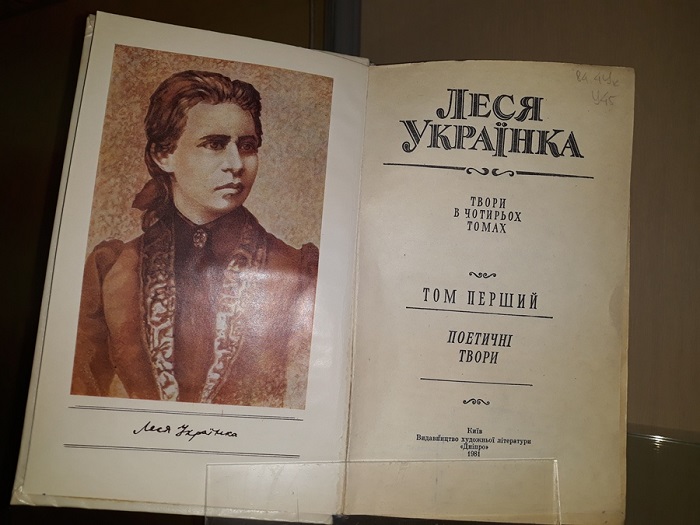 Леся Українка
ЛЕСЯ
УКРАЇНКА
ТВОРИ
В ЧОТИРЬОХ
ТОМАХ
ТОМ ПЕРШИЙ
ПОЕТИЧНІ
ТВОРИ
Київ
Видавництво художньої літератури
«Дніпро»
1981